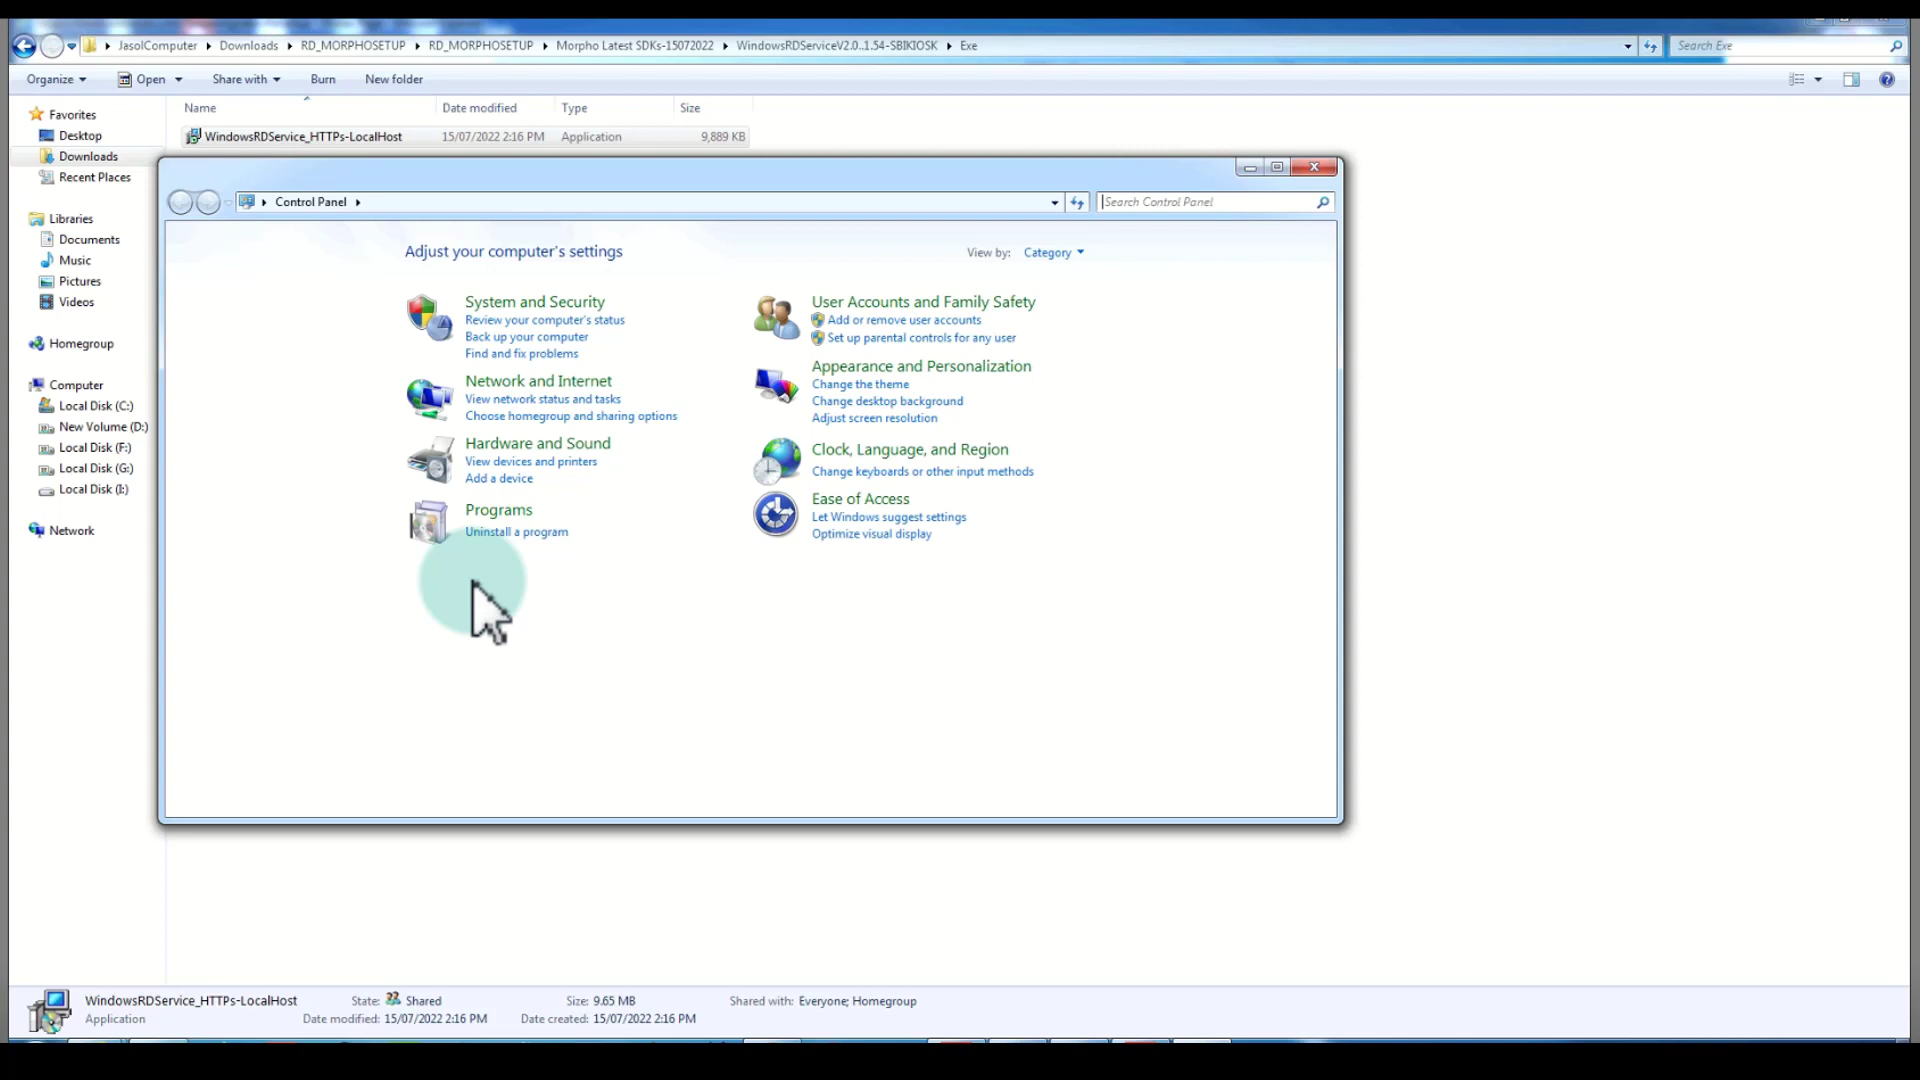 JasolComputer Downloads RD_MORPHOSETUP RD_MORPHOSETUP Morpho Latest SDKs-15072022 WindowsRDServiceV2.0..1.54-SBIKIOSK Exe
Search Exe
Organize Open Share with Burn New folder
Name Date modified Type Size
WindowsRDService_HTTPs-LocalHost 15/07/2022 2:16 PM Application 9,889 KB
Favorites
Desktop
Downloads
Recent Places
Libraries
Documents
Music
Pictures
Videos
Homegroup
Computer
Local Disk (C:)
New Volume (D:)
Local Disk (F:)
Local Disk (G:)
Local Disk (I:)
Network
Control Panel
Search Control Panel
Adjust your computer's settings
View by: Category
System and Security
Review your computer's status
Back up your computer
Find and fix problems
Network and Internet
View network status and tasks
Choose homegroup and sharing options
Hardware and Sound
View devices and printers
Add a device
Programs
Uninstall a program
User Accounts and Family Safety
Add or remove user accounts
Set up parental controls for any user
Appearance and Personalization
Change the theme
Change desktop background
Adjust screen resolution
Clock, Language, and Region
Change keyboards or other input methods
Ease of Access
Let Windows suggest settings
Optimize visual display
WindowsRDService_HTTPs-LocalHost State: Shared Size: 9.65 MB Shared with: Everyone; Homegroup
Application Date modified: 15/07/2022 2:16 PM Date created: 15/07/2022 2:16 PM